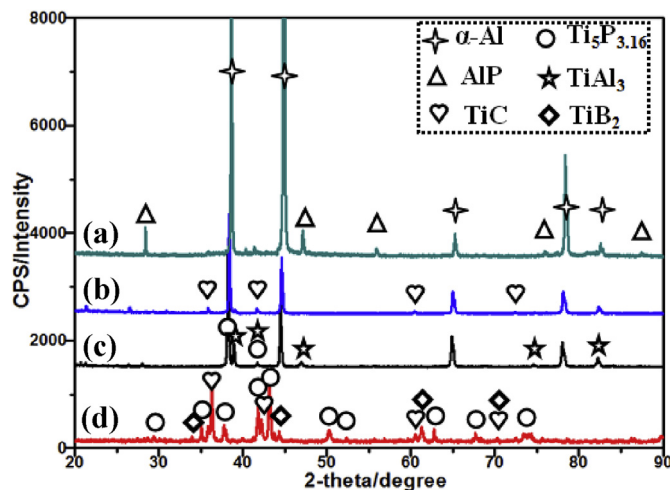 8000
6000
4000
2000
0
CPS/Intensity
α-Al Ti5P3.16
AlP TiAl3
TiC TiB2
(a)
(b)
(c)
(d)
20 30 40 50 60 70 80 90
2-theta/degree